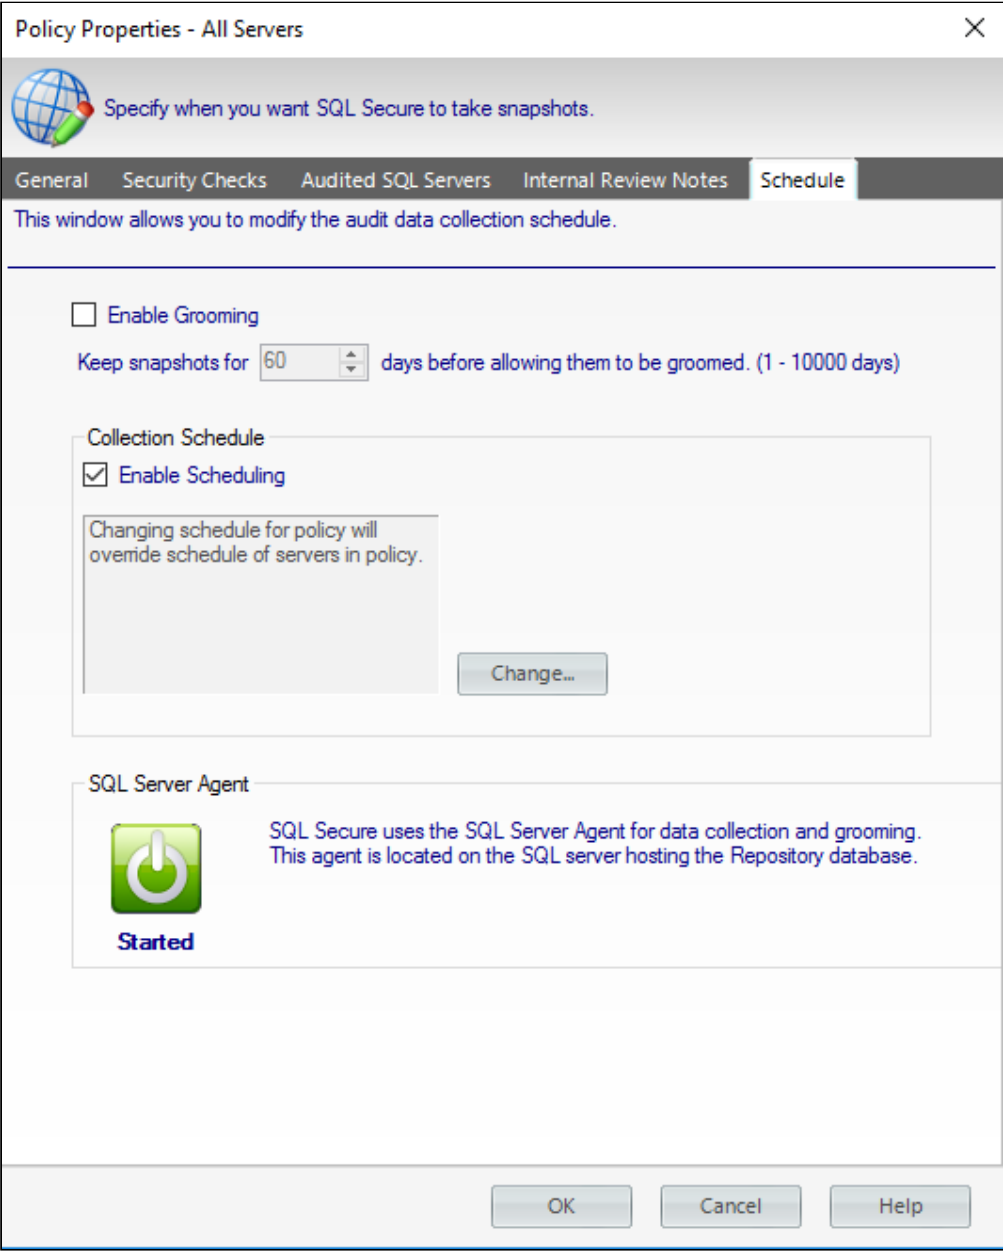 Policy Properties - All Servers
Specify when you want SQL Secure to take snapshots.
General Security Checks Audited SQL Servers Internal Review Notes Schedule
This window allows you to modify the audit data collection schedule.
Enable Grooming
Keep snapshots for 60 days before allowing them to be groomed. (1 - 10000 days)
Collection Schedule
Enable Scheduling
Changing schedule for policy will
override schedule of servers in policy.
Change...
SQL Server Agent
SQL Secure uses the SQL Server Agent for data collection and grooming.
This agent is located on the SQL server hosting the Repository database.
Started
OK Cancel Help